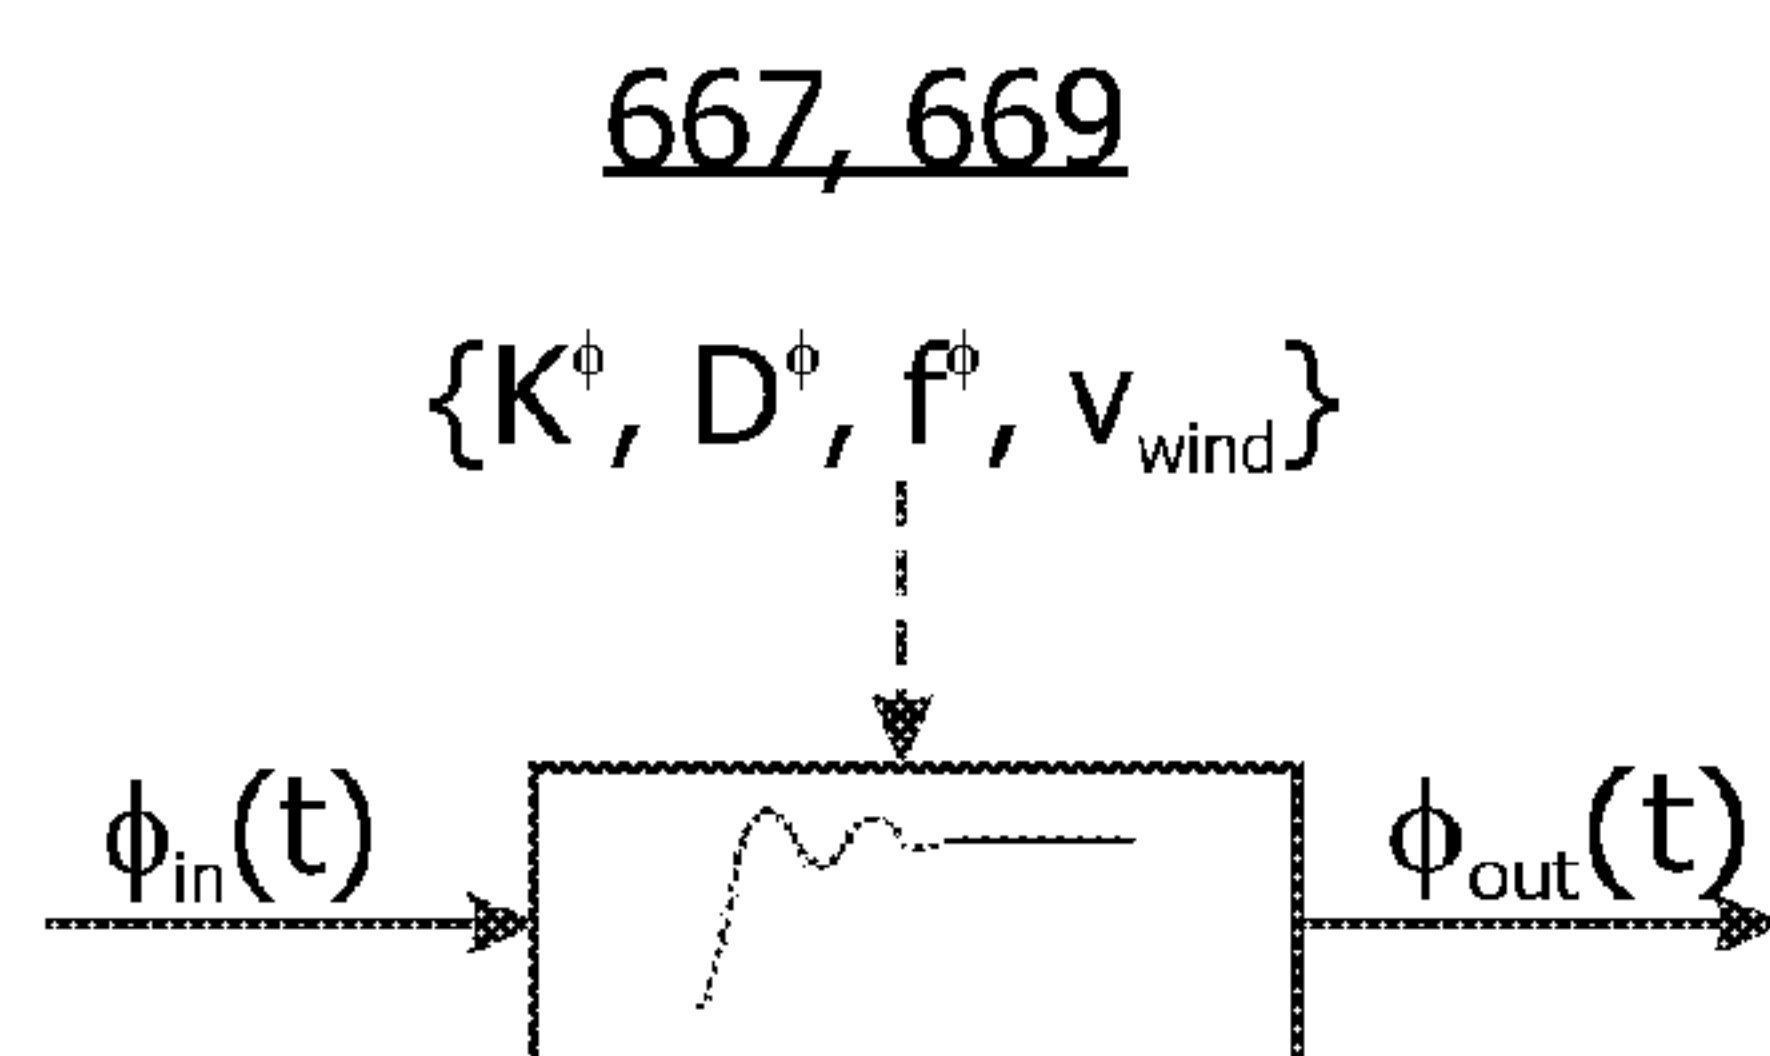 667, 669
{K^ϕ, D^ϕ, f^ϕ, v_wind}
ϕ_in(t) ϕ_out(t)